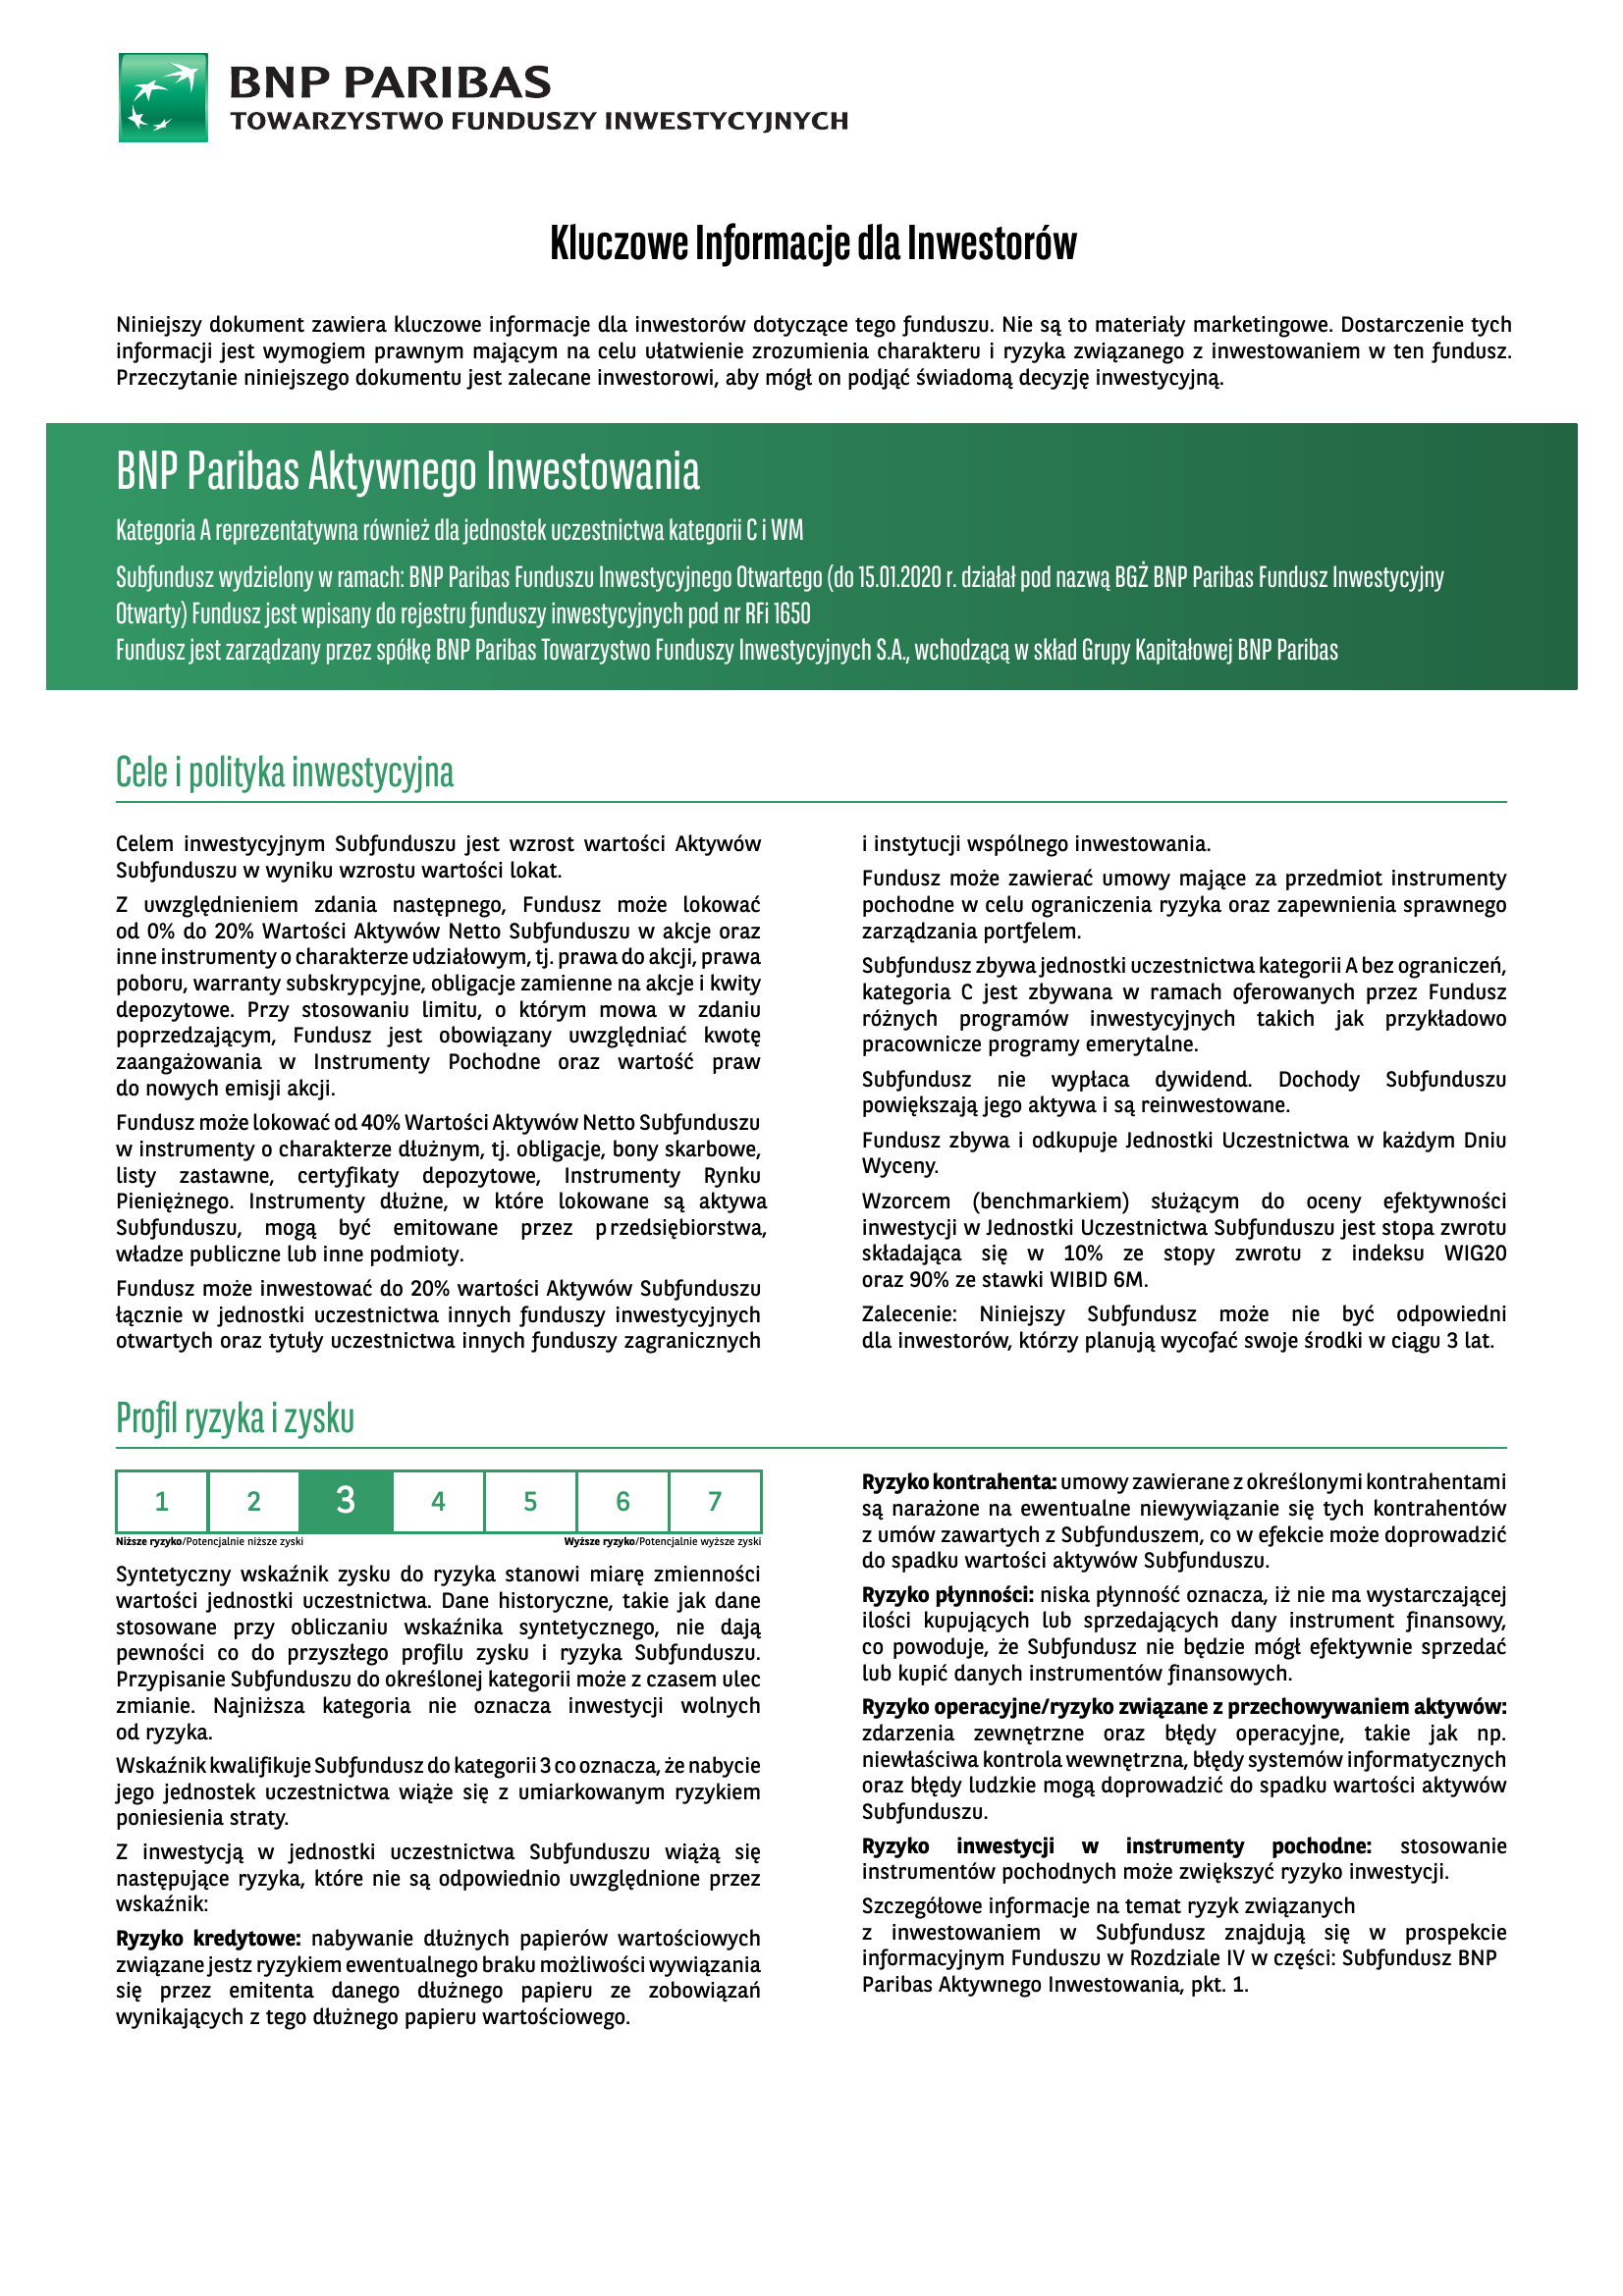 BNP PARIBAS
TOWARZYSTWO FUNDUSZY INWESTYCYJNYCH
Kluczowe Informacje dla Inwestorów
Niniejszy dokument zawiera kluczowe informacje dla inwestorów dotyczące tego funduszu. Nie są to materiały marketingowe. Dostarczenie tych
informacji jest wymogiem prawnym mającym na celu ułatwienie zrozumienia charakteru i ryzyka związanego z inwestowaniem w ten fundusz.
Przeczytanie niniejszego dokumentu jest zalecane inwestorowi, aby mógł on podjąć świadomą decyzję inwestycyjną.
BNP Paribas Aktywnego Inwestowania
Kategoria A reprezentatywna również dla jednostek uczestnictwa kategorii C i WM
Subfundusz wydzielony w ramach: BNP Paribas Funduszu Inwestycyjnego Otwartego (do 15.01.2020 r. działał pod nazwą BGŻ BNP Paribas Fundusz Inwestycyjny
Otwarty) Fundusz jest wpisany do rejestru funduszy inwestycyjnych pod nr RFi 1650
Fundusz jest zarządzany przez spółkę BNP Paribas Towarzystwo Funduszy Inwestycyjnych S.A., wchodzącą w skład Grupy Kapitałowej BNP Paribas
Cele i polityka inwestycyjna
Celem inwestycyjnym Subfunduszu jest wzrost wartości Aktywów
Subfunduszu w wyniku wzrostu wartości lokat.
Z uwzględnieniem zdania następnego, Fundusz może lokować
od 0% do 20% Wartości Aktywów Netto Subfunduszu w akcje oraz
inne instrumenty o charakterze udziałowym, tj. prawa do akcji, prawa
poboru, warranty subskrypcyjne, obligacje zamienne na akcje i kwity
depozytowe. Przy stosowaniu limitu, o którym mowa w zdaniu
poprzedzającym, Fundusz jest obowiązany uwzględniać kwotę
zaangażowania w Instrumenty Pochodne oraz wartość praw
do nowych emisji akcji.
Fundusz może lokować od 40% Wartości Aktywów Netto Subfunduszu
w instrumenty o charakterze dłużnym, tj. obligacje, bony skarbowe,
listy zastawne, certyfikaty depozytowe, Instrumenty Rynku
Pieniężnego. Instrumenty dłużne, w które lokowane są aktywa
Subfunduszu, mogą być emitowane przez p rzedsiębiorstwa,
władze publiczne lub inne podmioty.
Fundusz może inwestować do 20% wartości Aktywów Subfunduszu
łącznie w jednostki uczestnictwa innych funduszy inwestycyjnych
otwartych oraz tytuły uczestnictwa innych funduszy zagranicznych
i instytucji wspólnego inwestowania.
Fundusz może zawierać umowy mające za przedmiot instrumenty
pochodne w celu ograniczenia ryzyka oraz zapewnienia sprawnego
zarządzania portfelem.
Subfundusz zbywa jednostki uczestnictwa kategorii A bez ograniczeń,
kategoria C jest zbywana w ramach oferowanych przez Fundusz
różnych programów inwestycyjnych takich jak przykładowo
pracownicze programy emerytalne.
Subfundusz nie wypłaca dywidend. Dochody Subfunduszu
powiększają jego aktywa i są reinwestowane.
Fundusz zbywa i odkupuje Jednostki Uczestnictwa w każdym Dniu
Wyceny.
Wzorcem (benchmarkiem) służącym do oceny efektywności
inwestycji w Jednostki Uczestnictwa Subfunduszu jest stopa zwrotu
składająca się w 10% ze stopy zwrotu z indeksu WIG20
oraz 90% ze stawki WIBID 6M.
Zalecenie: Niniejszy Subfundusz może nie być odpowiedni
dla inwestorów, którzy planują wycofać swoje środki w ciągu 3 lat.
Profil ryzyka i zysku
1 2 3 4 5 6 7
Niższe ryzyko/Potencjalnie niższe zyski Wyższe ryzyko/Potencjalnie wyższe zyski
Syntetyczny wskaźnik zysku do ryzyka stanowi miarę zmienności
wartości jednostki uczestnictwa. Dane historyczne, takie jak dane
stosowane przy obliczaniu wskaźnika syntetycznego, nie dają
pewności co do przyszłego profilu zysku i ryzyka Subfunduszu.
Przypisanie Subfunduszu do określonej kategorii może z czasem ulec
zmianie. Najniższa kategoria nie oznacza inwestycji wolnych
od ryzyka.
Wskaźnik kwalifikuje Subfundusz do kategorii 3 co oznacza, że nabycie
jego jednostek uczestnictwa wiąże się z umiarkowanym ryzykiem
poniesienia straty.
Z inwestycją w jednostki uczestnictwa Subfunduszu wiążą się
następujące ryzyka, które nie są odpowiednio uwzględnione przez
wskaźnik:
Ryzyko kredytowe: nabywanie dłużnych papierów wartościowych
związane jestz ryzykiem ewentualnego braku możliwości wywiązania
się przez emitenta danego dłużnego papieru ze zobowiązań
wynikających z tego dłużnego papieru wartościowego.
Ryzyko kontrahenta: umowy zawierane z określonymi kontrahentami
są narażone na ewentualne niewywiązanie się tych kontrahentów
z umów zawartych z Subfunduszem, co w efekcie może doprowadzić
do spadku wartości aktywów Subfunduszu.
Ryzyko płynności: niska płynność oznacza, iż nie ma wystarczającej
ilości kupujących lub sprzedających dany instrument finansowy,
co powoduje, że Subfundusz nie będzie mógł efektywnie sprzedać
lub kupić danych instrumentów finansowych.
Ryzyko operacyjne/ryzyko związane z przechowywaniem aktywów:
zdarzenia zewnętrzne oraz błędy operacyjne, takie jak np.
niewłaściwa kontrola wewnętrzna, błędy systemów informatycznych
oraz błędy ludzkie mogą doprowadzić do spadku wartości aktywów
Subfunduszu.
Ryzyko inwestycji w instrumenty pochodne: stosowanie
instrumentów pochodnych może zwiększyć ryzyko inwestycji.
Szczegółowe informacje na temat ryzyk związanych
z inwestowaniem w Subfundusz znajdują się w prospekcie
informacyjnym Funduszu w Rozdziale IV w części: Subfundusz BNP
Paribas Aktywnego Inwestowania, pkt. 1.